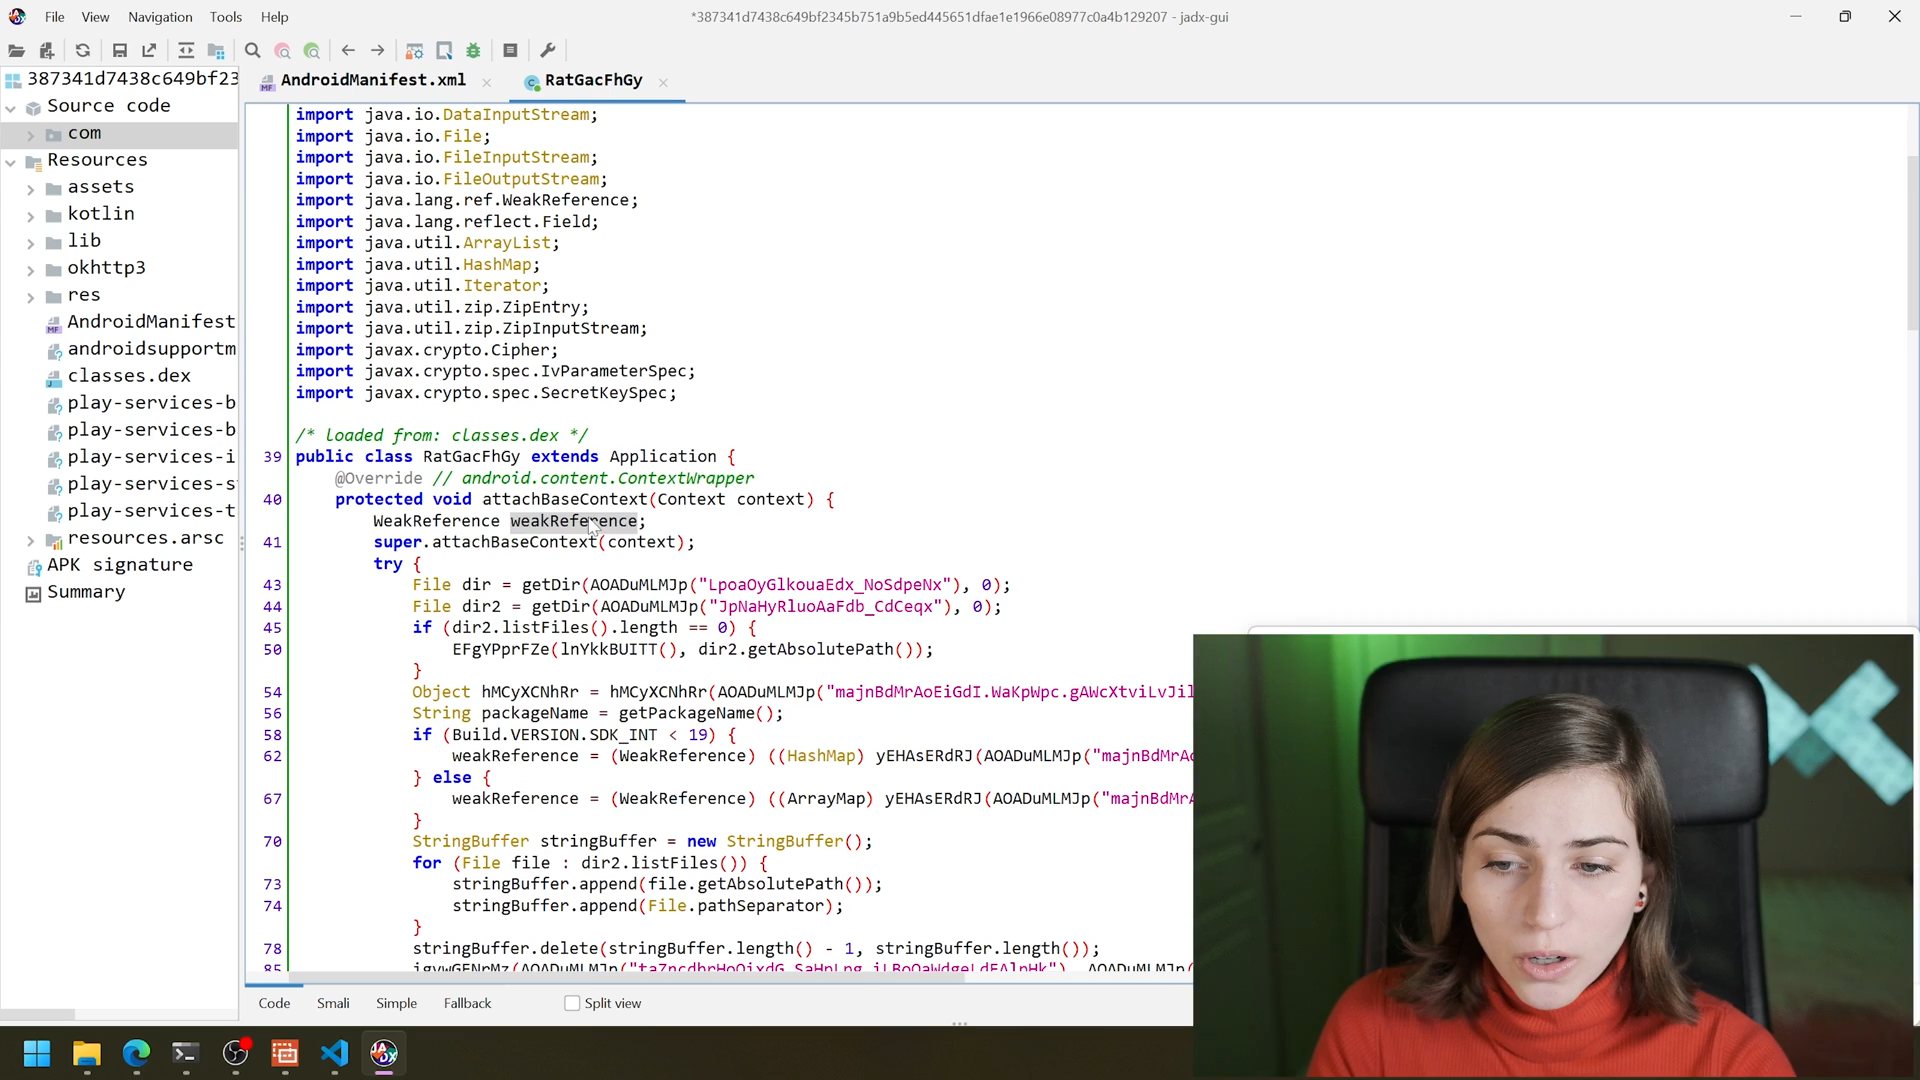 File View Navigation Tools Help
*387341d7438c649bf2345b751a9b5ed445651dfae1e1966e08977c0a4b129207 - jadx-gui
387341d7438c649bf23
Source code
com
Resources
assets
kotlin
lib
okhttp3
res
AndroidManifest
androidsupportm
classes.dex
play-services-b
play-services-b
play-services-i
play-services-s
play-services-t
resources.arsc
APK signature
Summary
AndroidManifest.xml
RatGacFhGy
import java.io.DataInputStream;
import java.io.File;
import java.io.FileInputStream;
import java.io.FileOutputStream;
import java.lang.ref.WeakReference;
import java.lang.reflect.Field;
import java.util.ArrayList;
import java.util.HashMap;
import java.util.Iterator;
import java.util.zip.ZipEntry;
import java.util.zip.ZipInputStream;
import javax.crypto.Cipher;
import javax.crypto.spec.IvParameterSpec;
import javax.crypto.spec.SecretKeySpec;
/* loaded from: classes.dex */
39 public class RatGacFhGy extends Application {
@Override // android.content.ContextWrapper
40 protected void attachBaseContext(Context context) {
WeakReference weakReference;
41 super.attachBaseContext(context);
try {
43 File dir = getDir(AOADuMLMJp("LpoaOyGlkouaEdx_NoSdpeNx"), 0);
44 File dir2 = getDir(AOADuMLMJp("JpNaHyRluoAaFdb_CdCeqx"), 0);
45 if (dir2.listFiles().length == 0) {
50 EFgYPprFZe(lnYkkBUITT(), dir2.getAbsolutePath());
}
54 Object hMCyXCNhRr = hMCyXCNhRr(AOADuMLMJp("majnBdMrAoEiGdI.WaKpWpc.gAWcXtviLvJil
56 String packageName = getPackageName();
58 if (Build.VERSION.SDK_INT < 19) {
62 weakReference = (WeakReference) ((HashMap) yEHAsERdRJ(AOADuMLMJp("majnBdMrAo
} else {
67 weakReference = (WeakReference) ((ArrayMap) yEHAsERdRJ(AOADuMLMJp("majnBdMrA
}
70 StringBuffer stringBuffer = new StringBuffer();
for (File file : dir2.listFiles()) {
73 stringBuffer.append(file.getAbsolutePath());
74 stringBuffer.append(File.pathSeparator);
}
78 stringBuffer.delete(stringBuffer.length() - 1, stringBuffer.length());
85
Code Smali Simple Fallback Split view